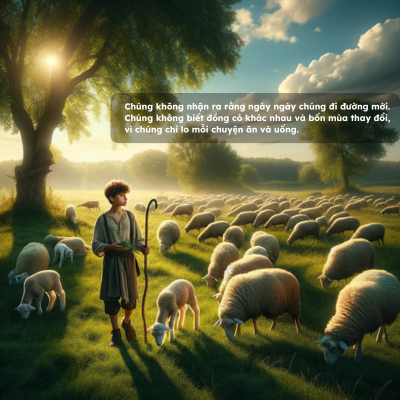 Chúng không nhận ra rằng ngày ngày chúng đi đường mới.
Chúng không biết đồng cỏ khác nhau và bốn mùa thay đổi,
vì chúng chỉ lo mỗi chuyện ăn và uống.